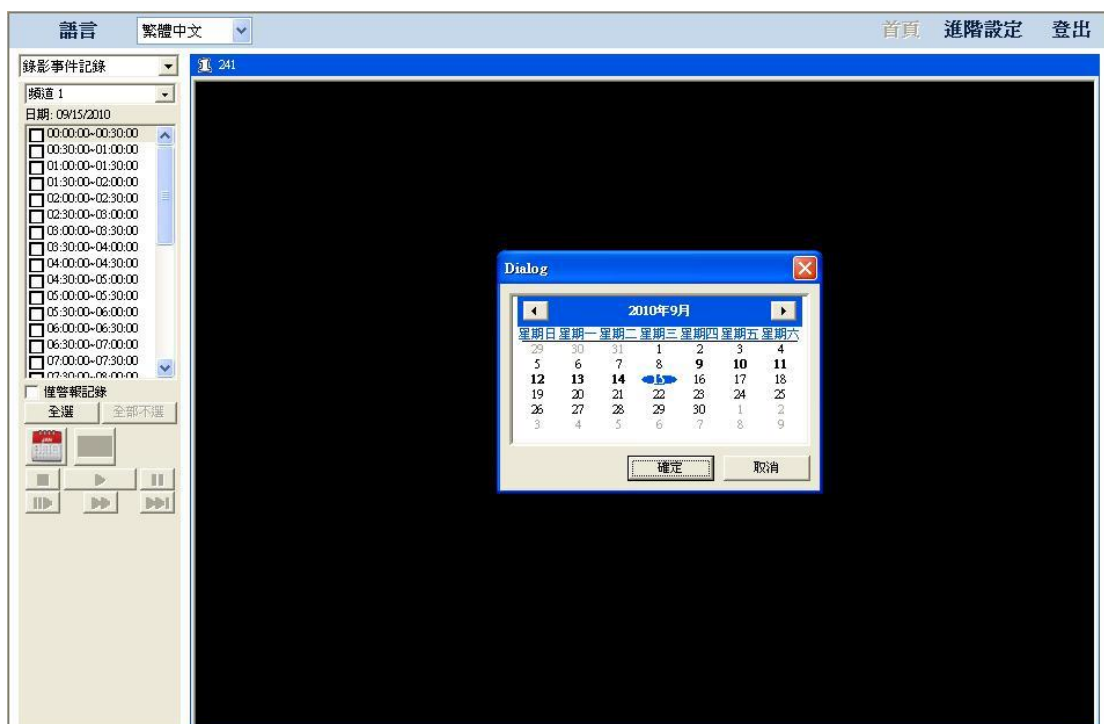 語言 繁體中文 首頁 進階設定 登出
錄影事件記錄
241
頻道 1
日期: 09/15/2010
00:00:00~00:30:00
00:30:00~01:00:00
01:00:00~01:30:00
01:30:00~02:00:00
02:00:00~02:30:00
02:30:00~03:00:00
03:00:00~03:30:00
03:30:00~04:00:00
04:00:00~04:30:00
04:30:00~05:00:00
05:00:00~05:30:00
05:30:00~06:00:00
06:00:00~06:30:00
06:30:00~07:00:00
07:00:00~07:30:00
07:30:00~08:00:00
僅警報記錄
全選 全部不選
Dialog
2010年9月
星期日 星期一 星期二 星期三 星期四 星期五 星期六
29 30 31 1 2 3 4
5 6 7 8 9 10 11
12 13 14 15 16 17 18
19 20 21 22 23 24 25
26 27 28 29 30 1 2
3 4 5 6 7 8 9
確定 取消